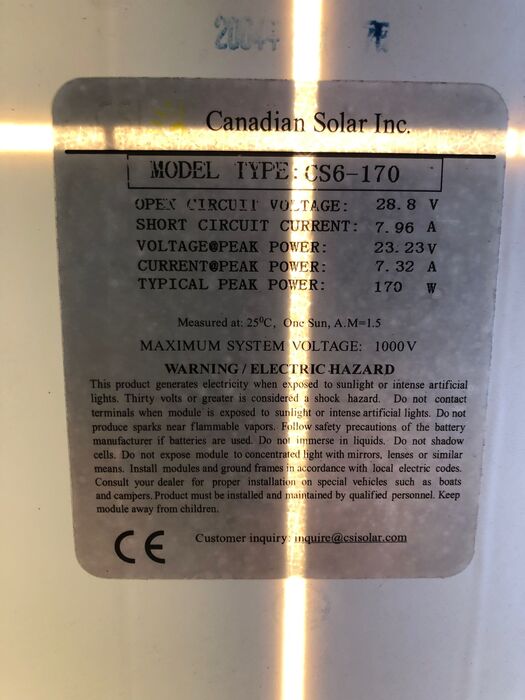 Canadian Solar Inc.
MODEL TYPE: CS6-170
OPEN CIRCUIT VOLTAGE: 28.8 V
SHORT CIRCUIT CURRENT: 7.96 A
VOLTAGE@PEAK POWER: 23.23V
CURRENT@PEAK POWER: 7.32 A
TYPICAL PEAK POWER: 170 W
Measured at: 25⁰C, One Sun, A.M=1.5
MAXIMUM SYSTEM VOLTAGE: 1000V
WARNING / ELECTRIC HAZARD
This product generates electricity when exposed to sunlight or intense artificial
lights. Thirty volts or greater is considered a shock hazard. Do not contact
terminals when module is exposed to sunlight or intense artificial lights. Do not
produce sparks near flammable vapors. Follow safety precautions of the battery
manufacturer if batteries are used. Do not immerse in liquids. Do not shadow
cells. Do not expose module to concentrated light with mirrors, lenses or similar
means. Install modules and ground frames in accordance with local electric codes.
Consult your dealer for proper installation on special vehicles such as boats
and campers. Product must be installed and maintained by qualified personnel. Keep
module away from children.
CE
Customer inquiry: inquire@csisolar.com